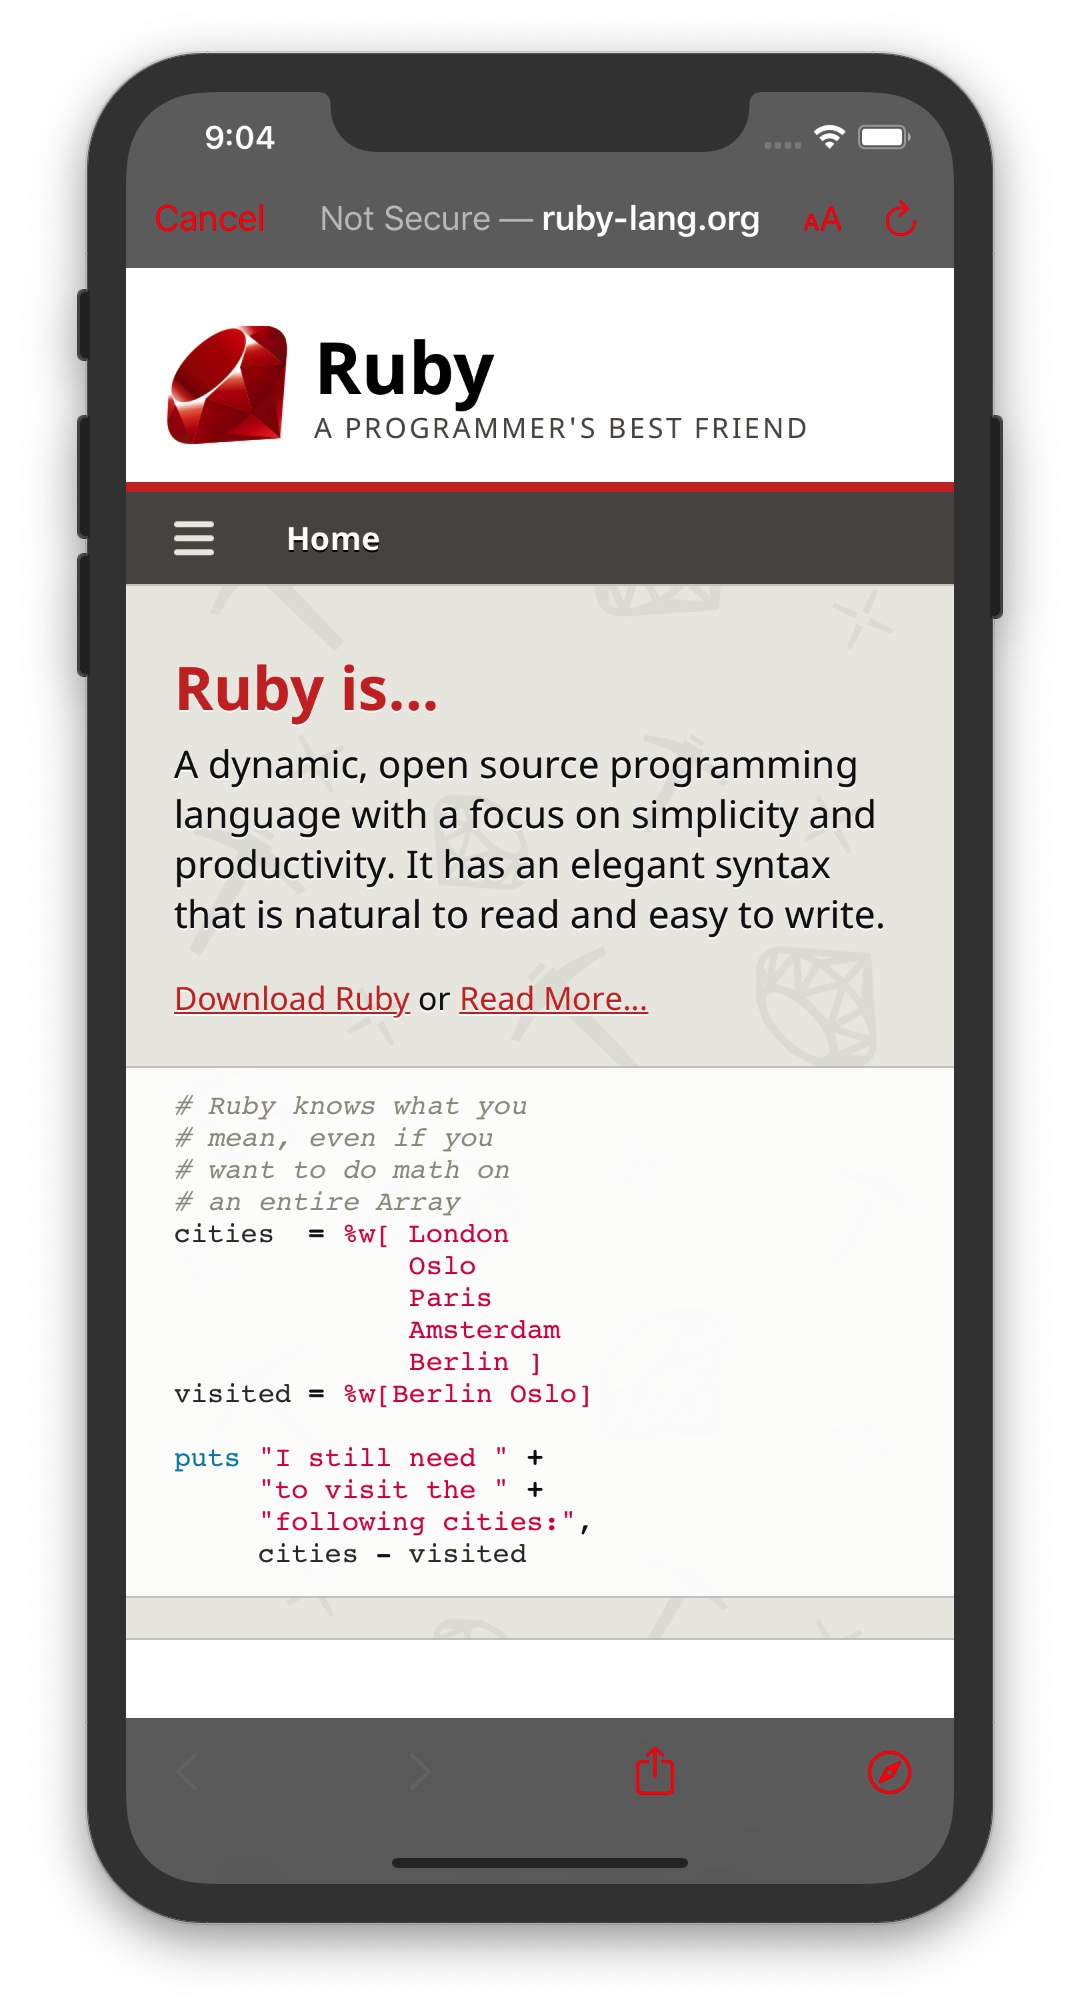 9:04
Cancel Not Secure — ruby-lang.org AA
Ruby
A PROGRAMMER'S BEST FRIEND
Home
Ruby is...
A dynamic, open source programming
language with a focus on simplicity and
productivity. It has an elegant syntax
that is natural to read and easy to write.
Download Ruby or Read More...
# Ruby knows what you
# mean, even if you
# want to do math on
# an entire Array
cities  = %w[ London
              Oslo
              Paris
              Amsterdam
              Berlin ]
visited = %w[Berlin Oslo]
puts "I still need " +
     "to visit the " +
     "following cities:",
     cities - visited